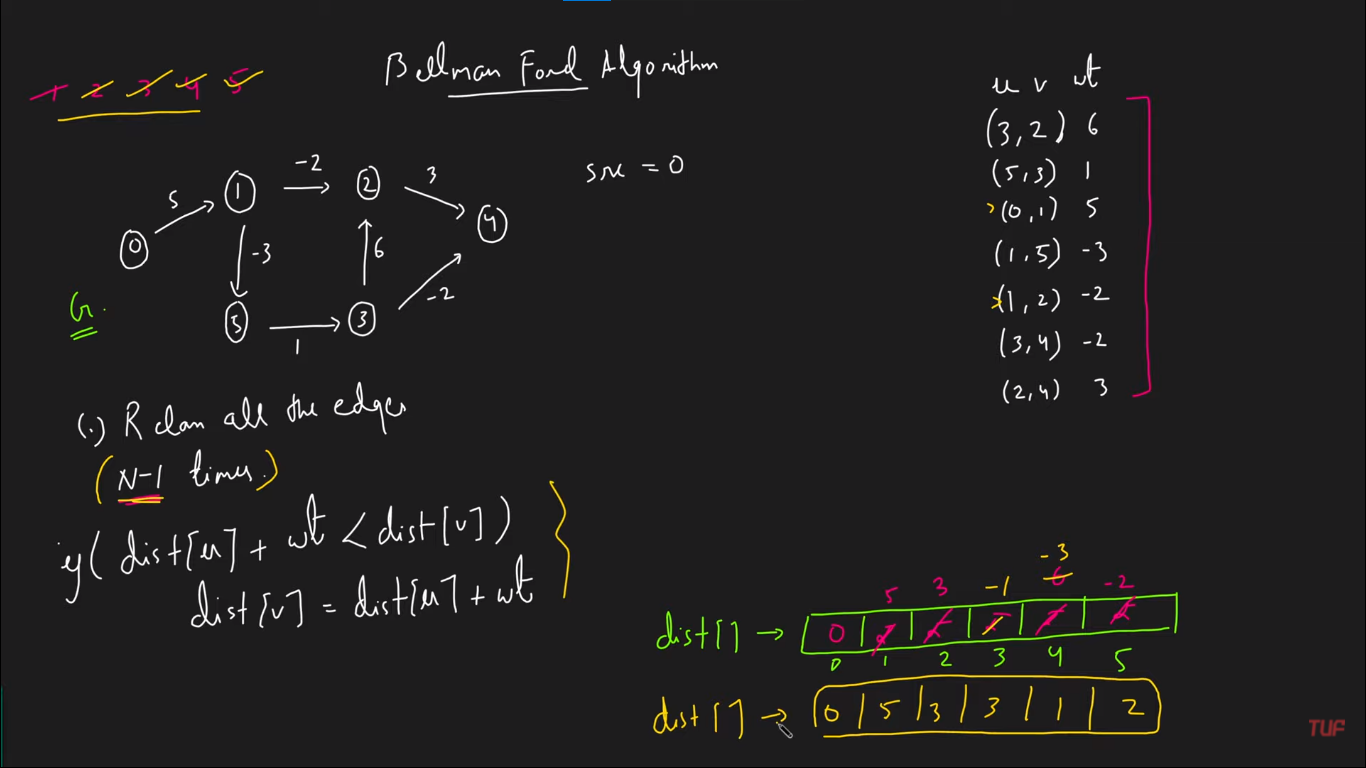 Bellman Ford Algorithm
1 2 3 4 5
src = 0
0 1 2 3 4 5
5 -2 3 -3 6 -2 1
G.
(.) Relax all the edges
(N-1 times.)
if( dist[u] + wt < dist[v])
dist[v] = dist[u] + wt
u v wt
(3, 2) 6
(5, 3) 1
(0, 1) 5
(1, 5) -3
(1, 2) -2
(3, 4) -2
(2, 4) 3
-3
5 3 -1 6 -2
dist[] → 0
0 1 2 3 4 5
dist[] → 0 5 3 3 1 2
TUF